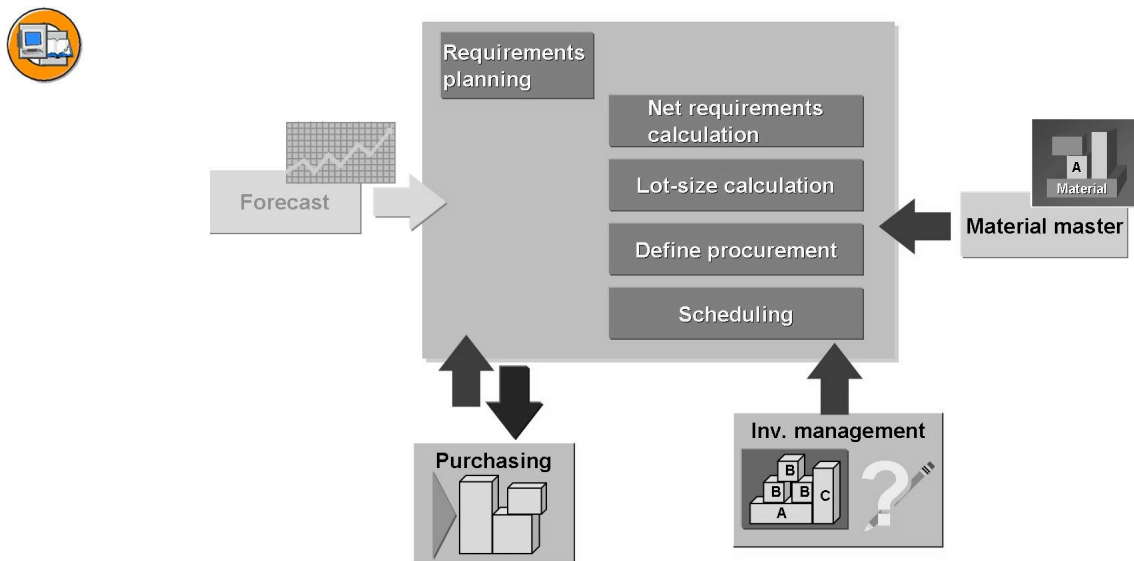 Requirements
planning
Net requirements
calculation
Lot-size calculation
Define procurement
Scheduling
Forecast
A
Material
Material master
Purchasing
Inv. management
B
B B
A
C
?